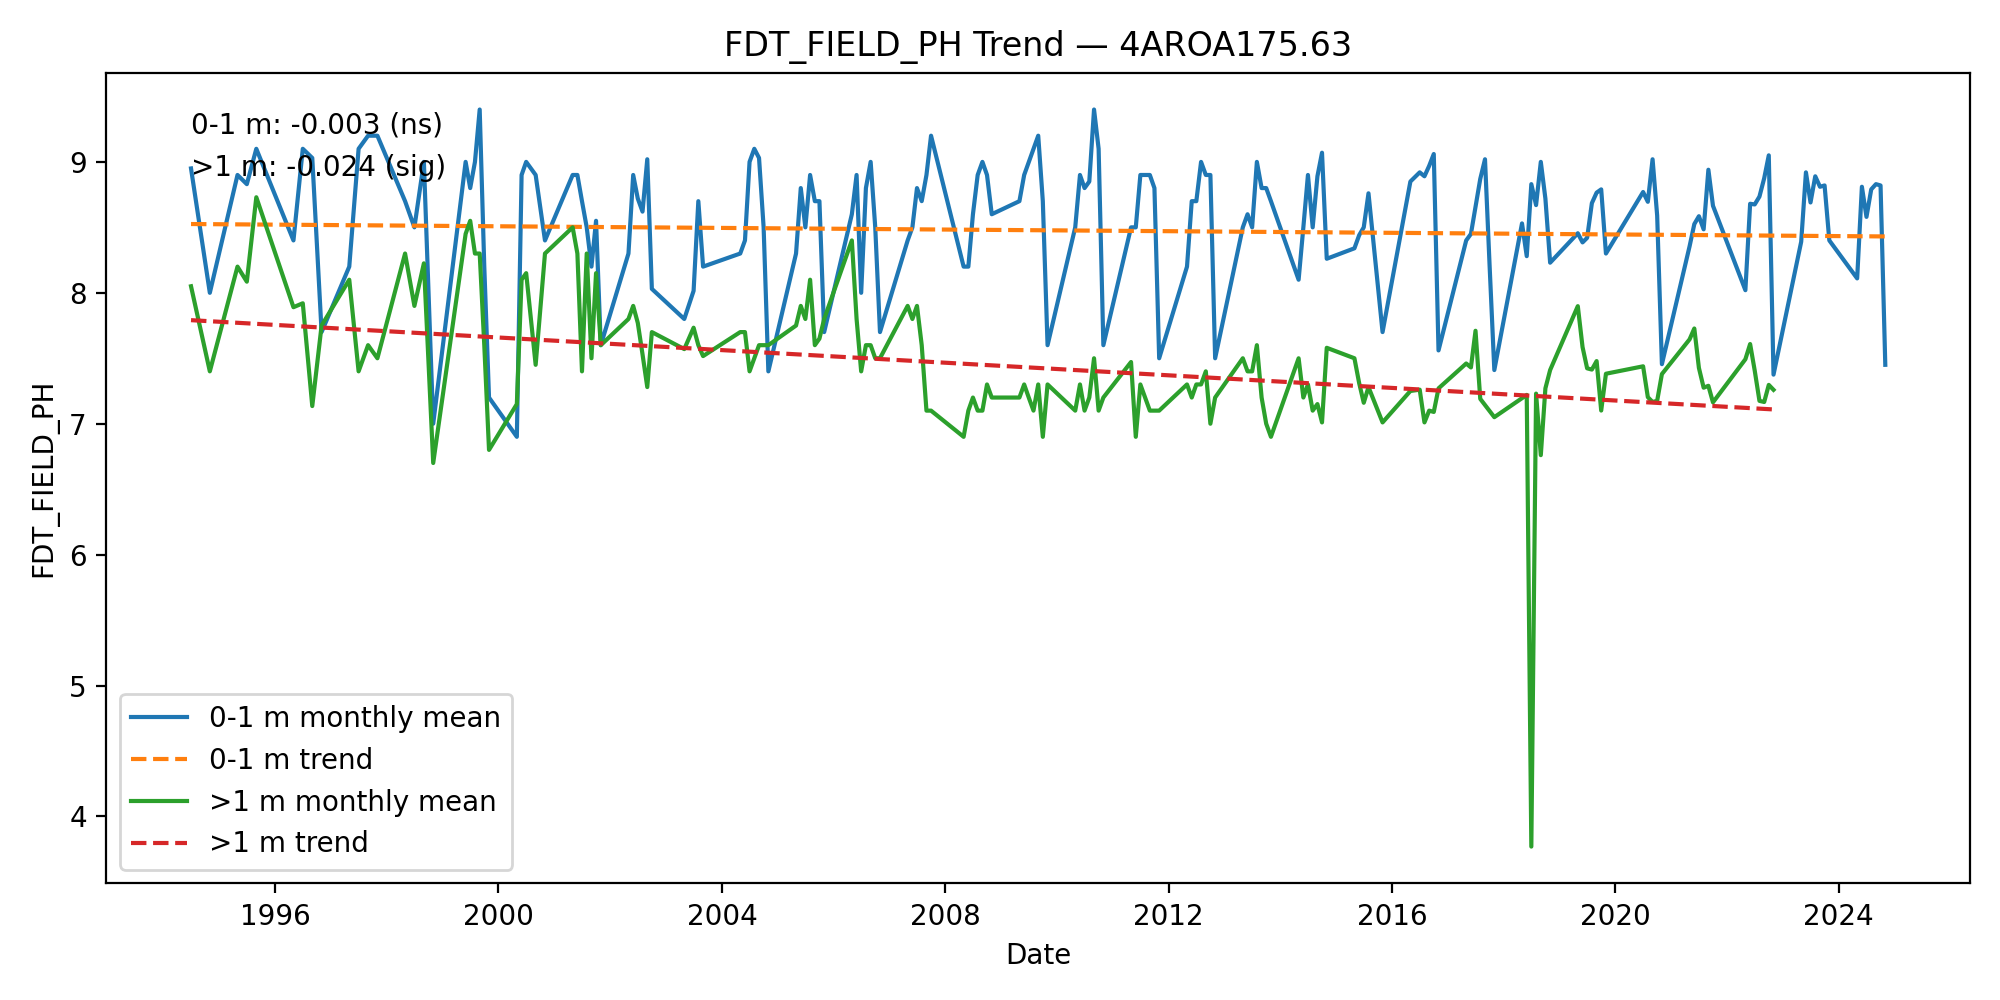 FDT_FIELD_PH Trend — 4AROA175.63
0-1 m: -0.003 (ns)
>1 m: -0.024 (sig)
9
8
7
6
5
4
FDT_FIELD_PH
0-1 m monthly mean
0-1 m trend
>1 m monthly mean
>1 m trend
1996 2000 2004 2008 2012 2016 2020 2024
Date